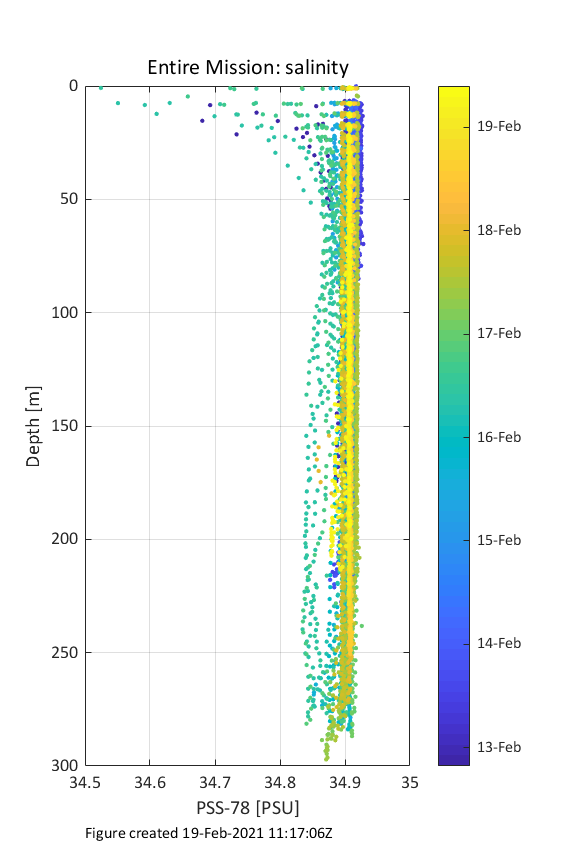 Entire Mission: salinity
0
50
100
150
200
250
300
Depth [m]
34.5 34.6 34.7 34.8 34.9 35
PSS-78 [PSU]
19-Feb
18-Feb
17-Feb
16-Feb
15-Feb
14-Feb
13-Feb
Figure created 19-Feb-2021 11:17:06Z